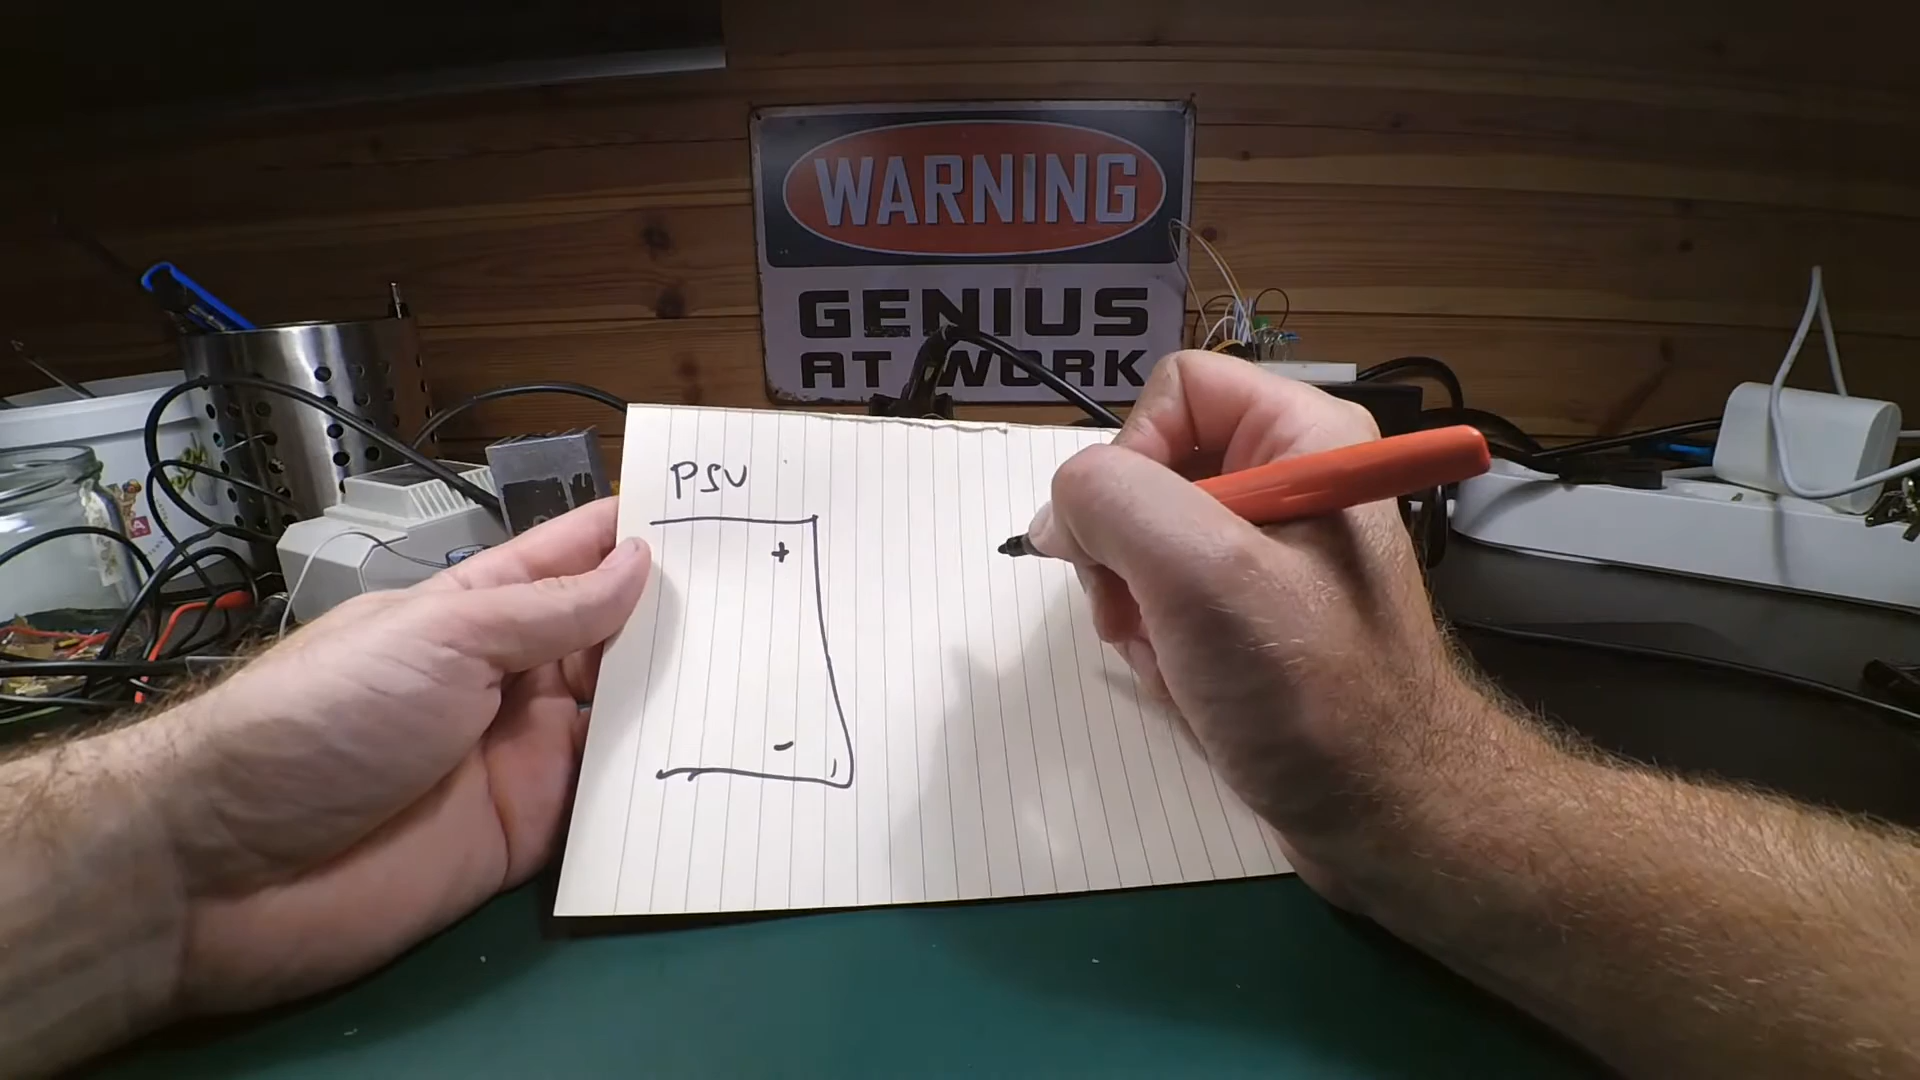 WARNING
GENIUS
AT WORK
PSU
+
-